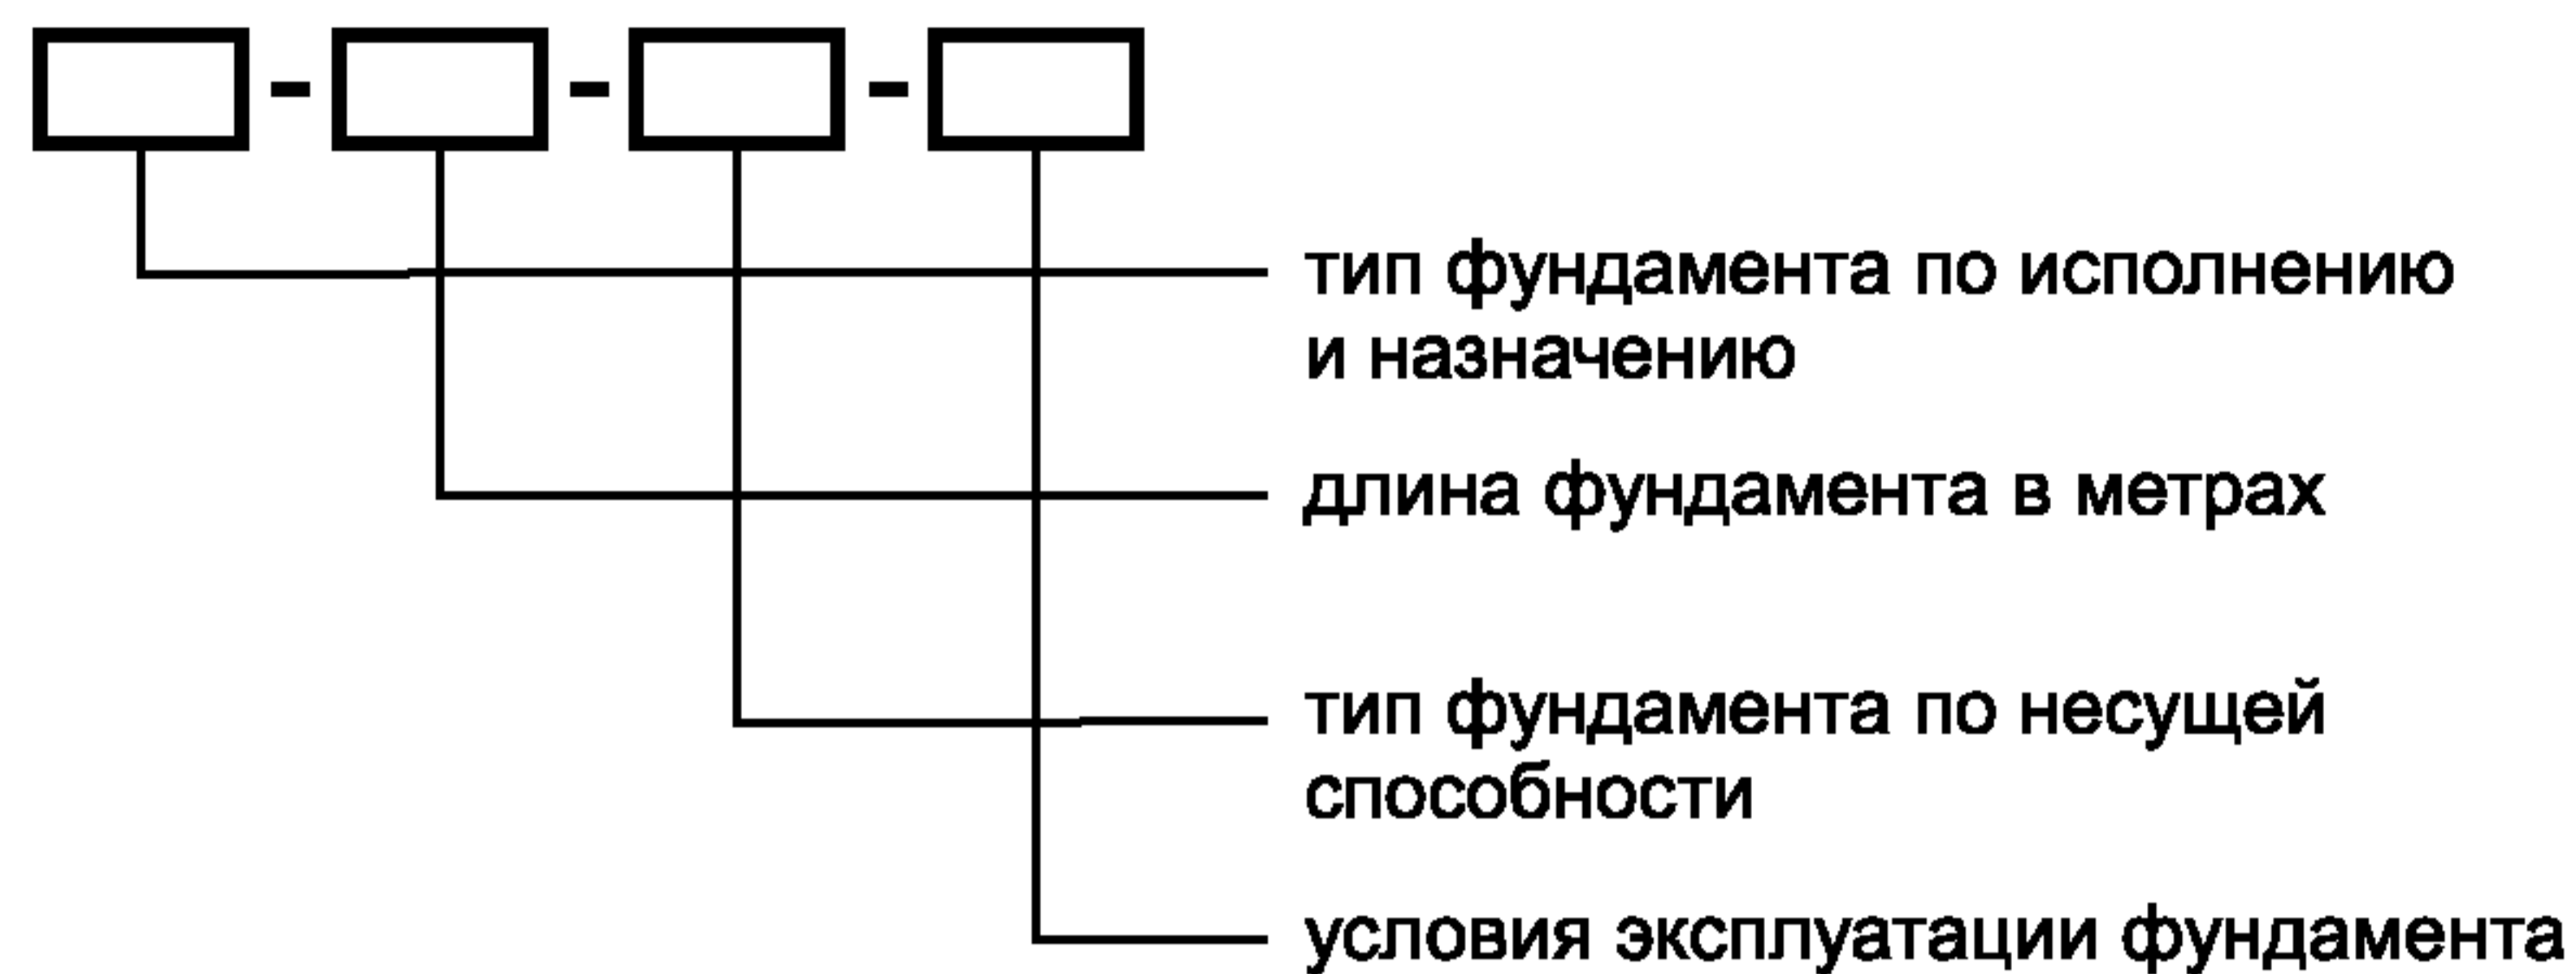 тип фундамента по исполнению
и назначению
длина фундамента в метрах
тип фундамента по несущей
способности
условия эксплуатации фундамента